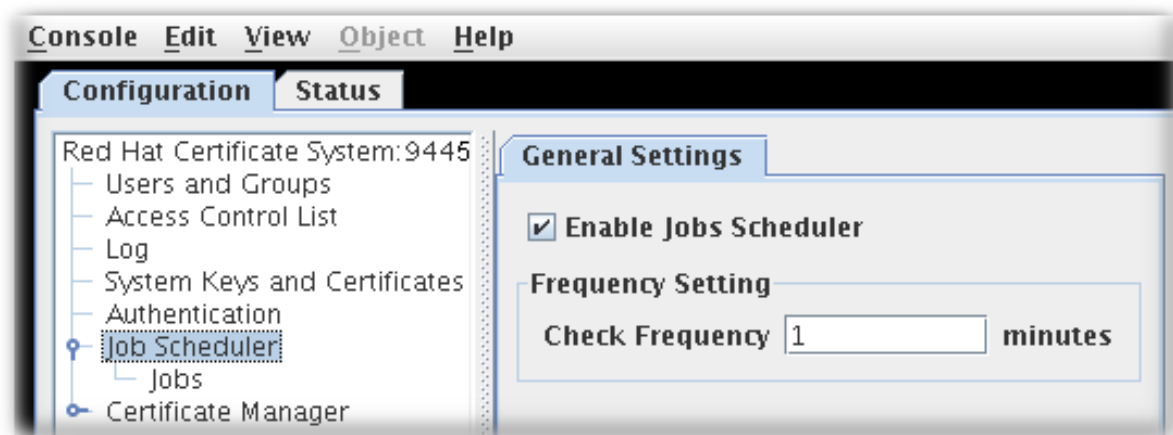 Console Edit View Object Help
Configuration Status
Red Hat Certificate System:9445
Users and Groups
Access Control List
Log
System Keys and Certificates
Authentication
Job Scheduler
Jobs
Certificate Manager
General Settings
Enable Jobs Scheduler
Frequency Setting
Check Frequency 1 minutes